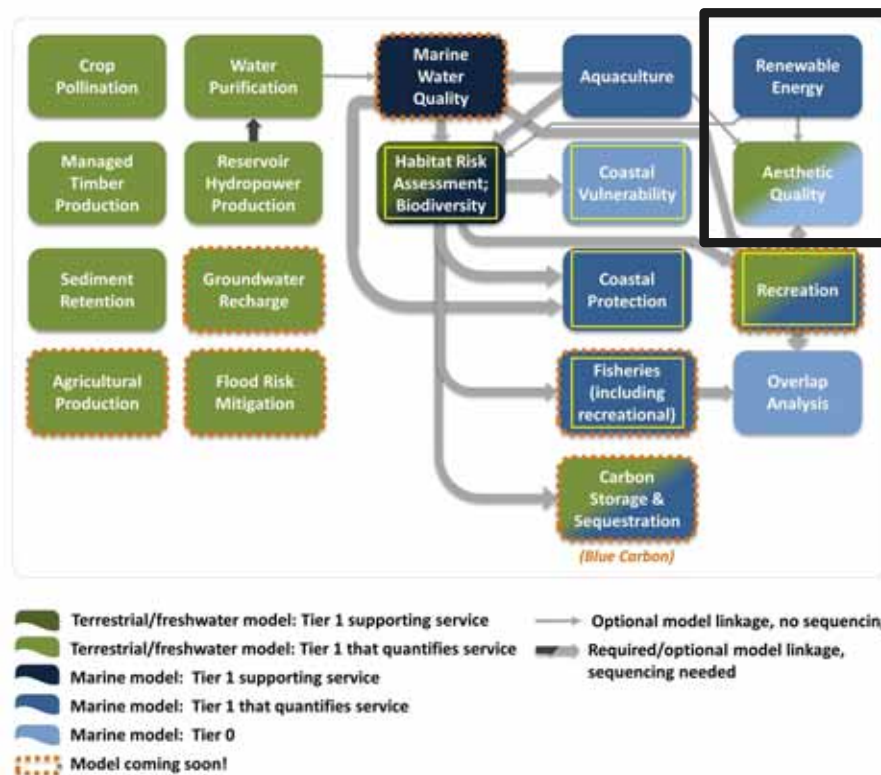 Crop
Pollination
Water
Purification
Marine
Water
Quality
Aquaculture
Renewable
Energy
Managed
Timber
Production
Reservoir
Hydropower
Production
Habitat Risk
Assessment;
Biodiversity
Coastal
Vulnerability
Aesthetic
Quality
Sediment
Retention
Groundwater
Recharge
Coastal
Protection
Recreation
Agricultural
Production
Flood Risk
Mitigation
Fisheries
(including
recreational)
Overlap
Analysis
Carbon
Storage &
Sequestration
(Blue Carbon)
Terrestrial/freshwater model: Tier 1 supporting service
Terrestrial/freshwater model: Tier 1 that quantifies service
Marine model: Tier 1 supporting service
Marine model: Tier 1 that quantifies service
Marine model: Tier 0
Model coming soon!
Optional model linkage, no sequencing
Required/optional model linkage,
sequencing needed